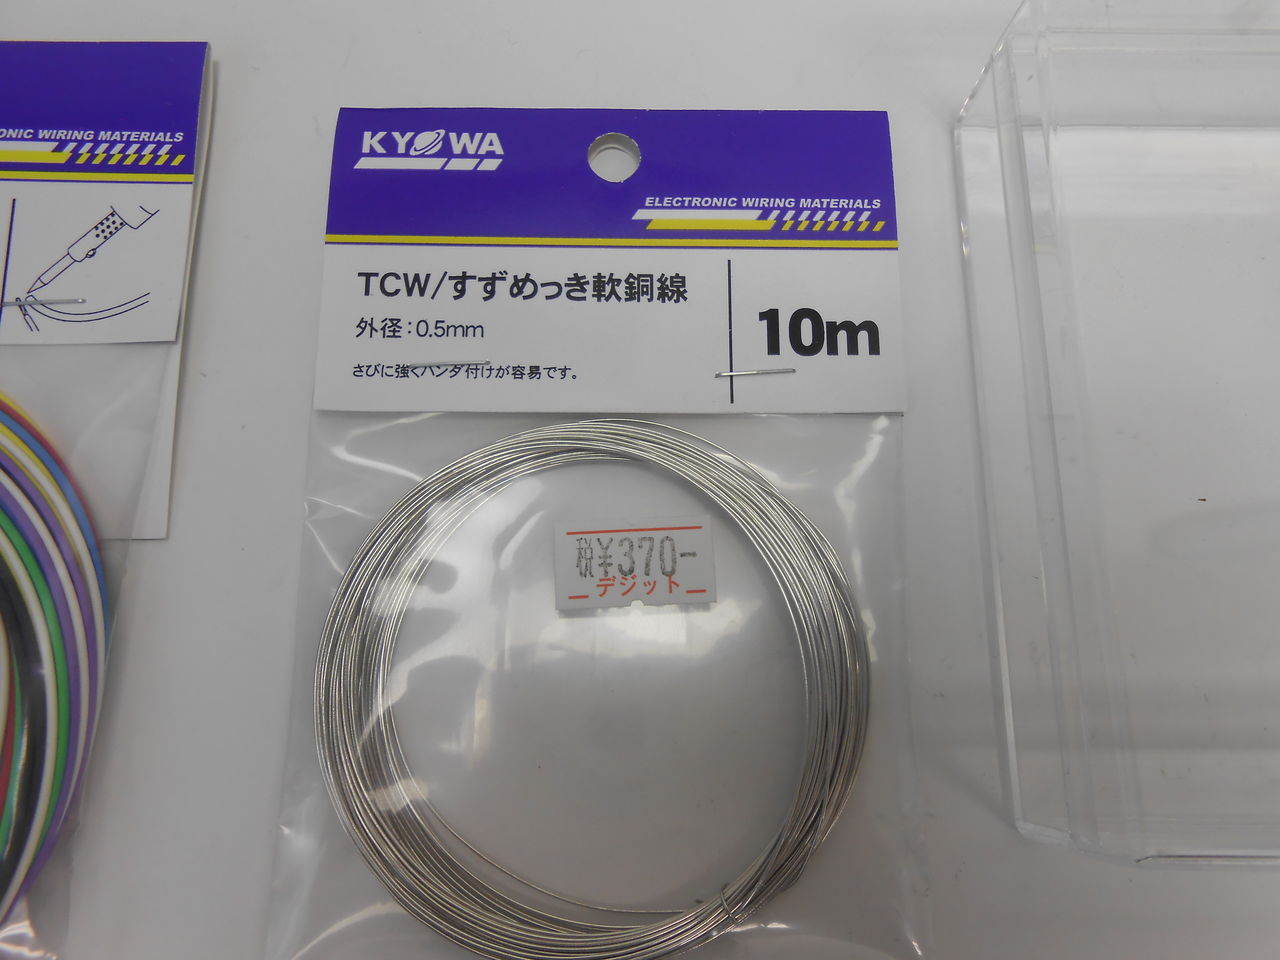 ONIC WIRING MATERIALS
KYOWA
ELECTRONIC WIRING MATERIALS
TCW/すずめっき軟銅線
外径:0.5mm
10m
さびに強くハンダ付けが容易です。
税¥370-
デジット